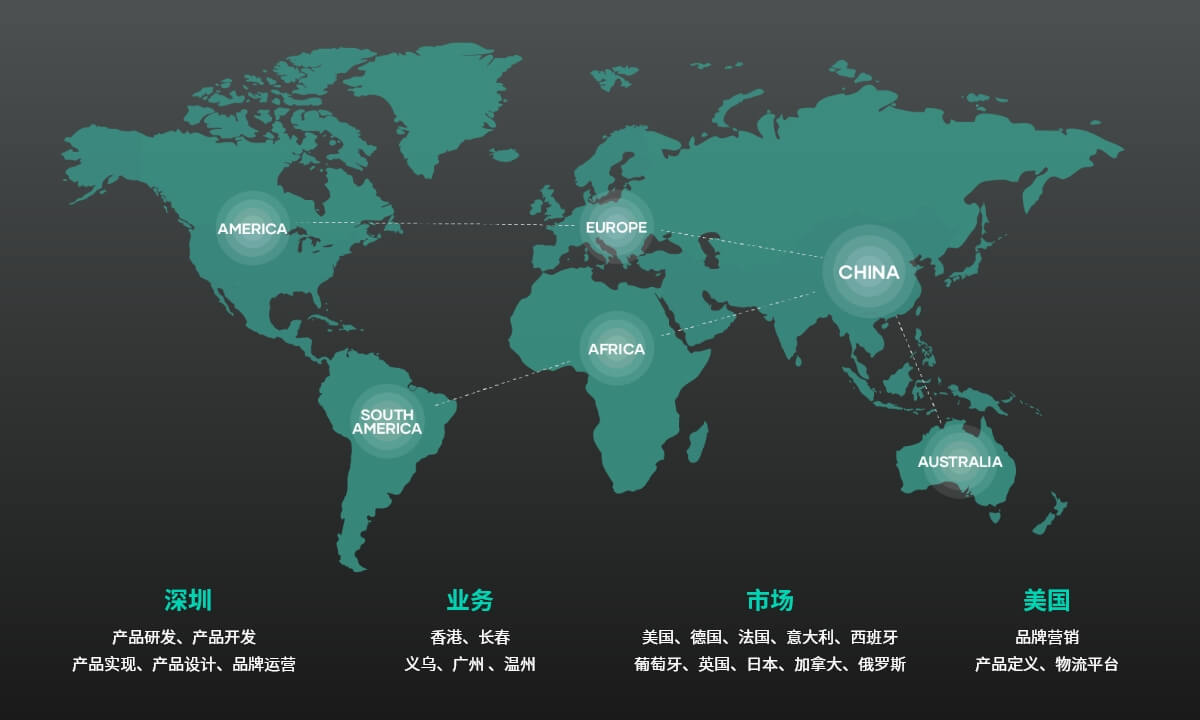 AMERICA
EUROPE
CHINA
AFRICA
SOUTH
AMERICA
AUSTRALIA
深圳
产品研发、产品开发
产品实现、产品设计、品牌运营
业务
香港、长春
义乌、广州 、温州
市场
美国、德国、法国、意大利、西班牙
葡萄牙、英国、日本、加拿大、俄罗斯
美国
品牌营销
产品定义、物流平台